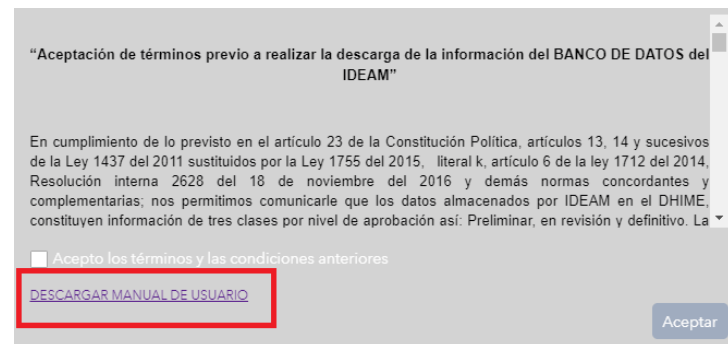 “Aceptación de términos previo a realizar la descarga de la información del BANCO DE DATOS del
IDEAM”
En cumplimiento de lo previsto en el artículo 23 de la Constitución Política, artículos 13, 14 y sucesivos
de la Ley 1437 del 2011 sustituidos por la Ley 1755 del 2015, literal k, artículo 6 de la ley 1712 del 2014,
Resolución interna 2628 del 18 de noviembre del 2016 y demás normas concordantes y
complementarias; nos permitimos comunicarle que los datos almacenados por IDEAM en el DHIME,
constituyen información de tres clases por nivel de aprobación así: Preliminar, en revisión y definitivo. La
Acepto los términos y las condiciones anteriores
DESCARGAR MANUAL DE USUARIO
Aceptar